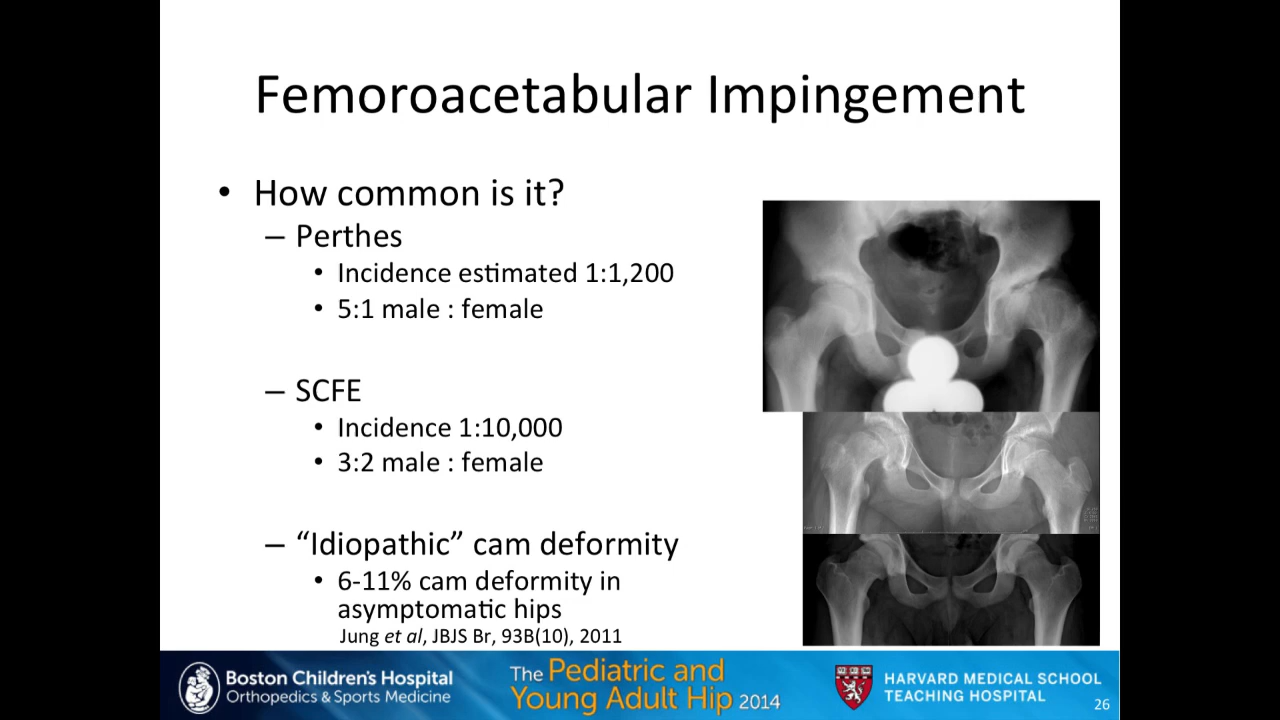 Femoroacetabular Impingement
• How common is it?
– Perthes
• Incidence estimated 1:1,200
• 5:1 male : female
– SCFE
• Incidence 1:10,000
• 3:2 male : female
– “Idiopathic” cam deformity
• 6-11% cam deformity in
asymptomatic hips
Jung et al, JBJS Br, 93B(10), 2011
Boston Children's Hospital
Orthopedics & Sports Medicine
The Pediatric and
Young Adult Hip 2014
HARVARD MEDICAL SCHOOL
TEACHING HOSPITAL
26